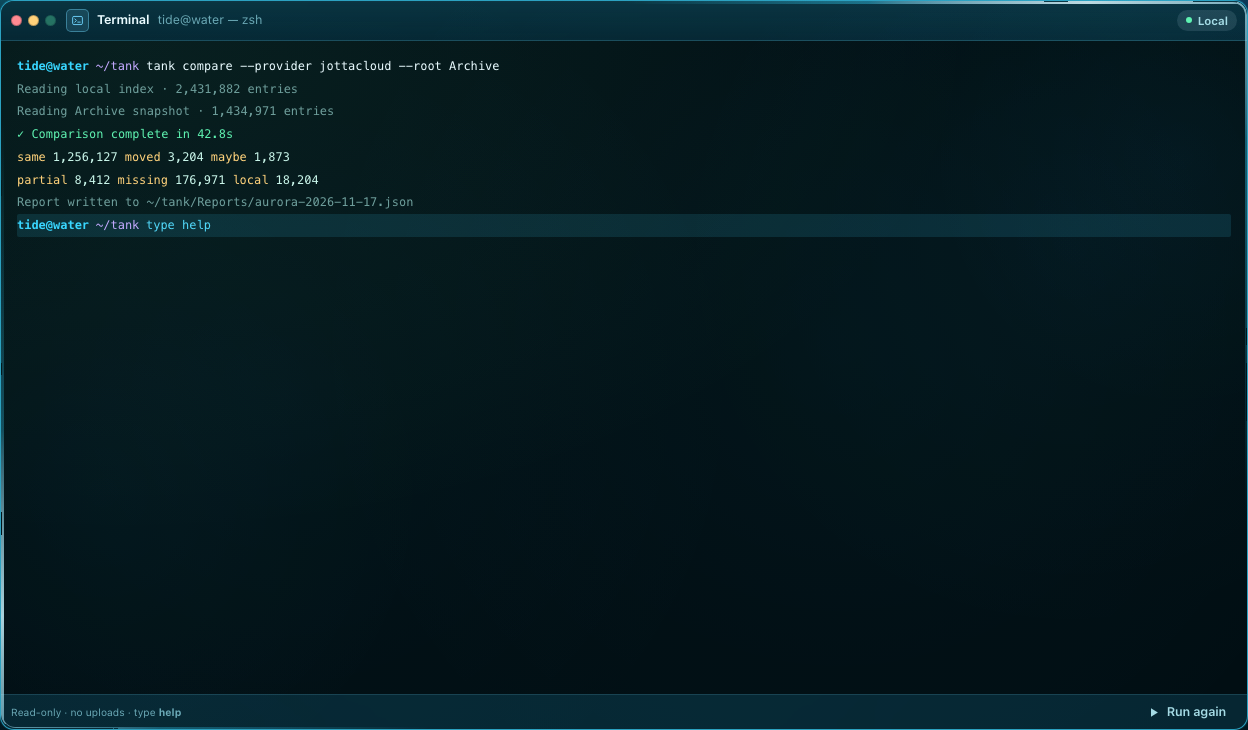 Terminal tide@water — zsh
Local
tide@water ~/tank tank compare --provider jottacloud --root Archive
Reading local index · 2,431,882 entries
Reading Archive snapshot · 1,434,971 entries
✓ Comparison complete in 42.8s
same 1,256,127 moved 3,204 maybe 1,873
partial 8,412 missing 176,971 local 18,204
Report written to ~/tank/Reports/aurora-2026-11-17.json
tide@water ~/tank type help
Read-only · no uploads · type help
Run again